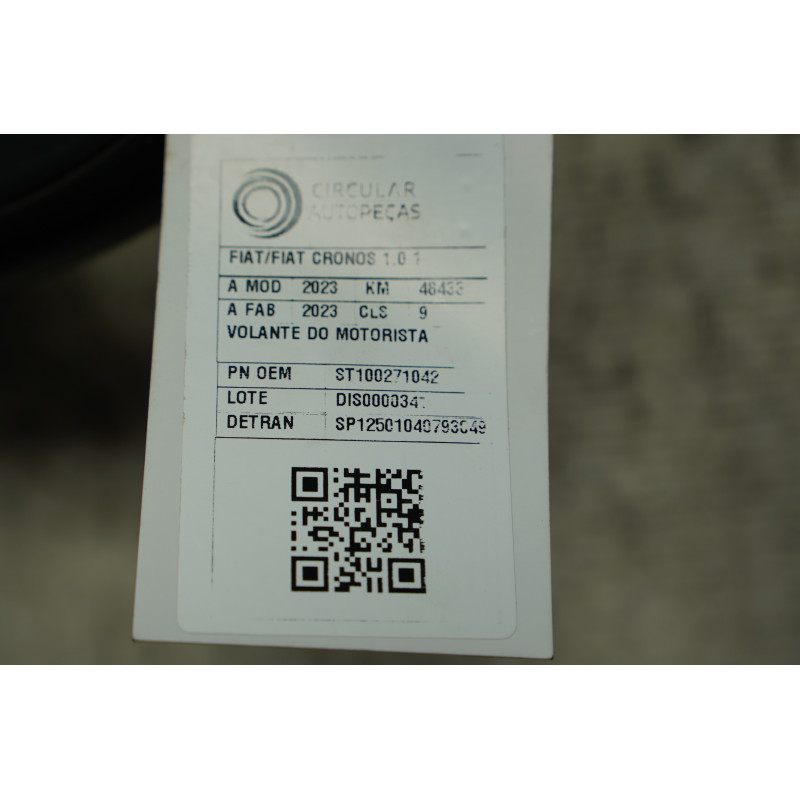 CIRCULAR
AUTOPEÇAS
FIAT/FIAT CRONOS 1.0
A MOD 2023 KM 46433
A FAB 2023 CLS 9
VOLANTE DO MOTORISTA
PN OEM ST100271042
LOTE
DETRAN